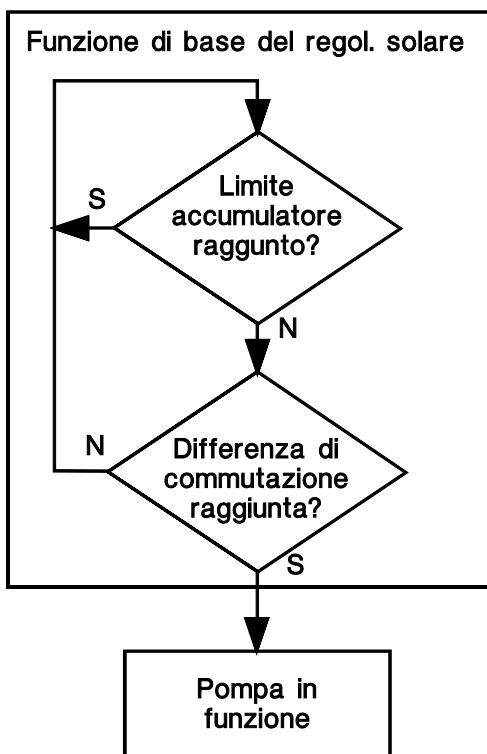 Funzione di base del regol. solare
Limite
accumulatore
raggunto?
S
N
Differenza di
commutazione
raggiunta?
N
S
Pompa in
funzione